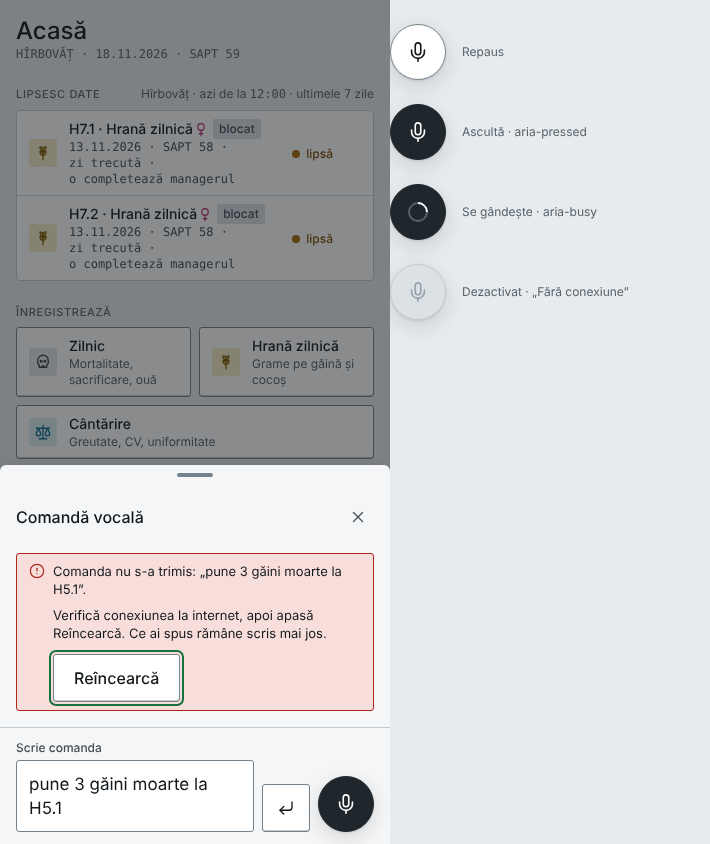 Acasă
HÎRBOVĂȚ · 18.11.2026 · SAPT 59
LIPSESC DATE
Hîrbovăț · azi de la 12:00 · ultimele 7 zile
H7.1 · Hrană zilnică ♀ blocat
13.11.2026 · SAPT 58 ·
zi trecută ·
o completează managerul
lipsă
H7.2 · Hrană zilnică ♀ blocat
13.11.2026 · SAPT 58 ·
zi trecută ·
o completează managerul
lipsă
ÎNREGISTREAZĂ
Zilnic
Mortalitate,
sacrificare, ouă
Hrană zilnică
Grame pe găină și
cocoș
Cântărire
Greutate, CV, uniformitate
Comandă vocală
Comanda nu s-a trimis: „pune 3 găini moarte la
H5.1”.
Verifică conexiunea la internet, apoi apasă
Reîncearcă. Ce ai spus rămâne scris mai jos.
Reîncearcă
Scrie comanda
pune 3 găini moarte la
H5.1
Repaus
Ascultă · aria-pressed
Se gândește · aria-busy
Dezactivat · „Fără conexiune”